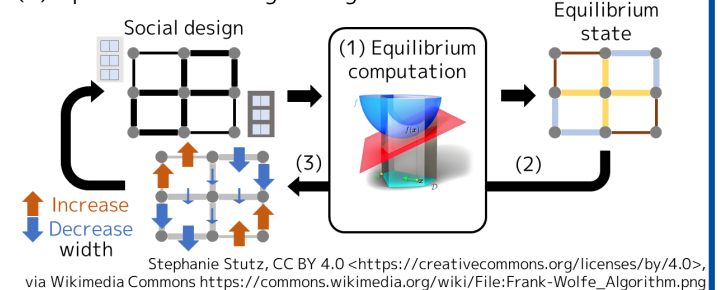 Equilibrium
state
Social design
(1) Equilibrium
computation
(3)
(2)
Increase
Decrease
width
Stephanie Stutz, CC BY 4.0 <https://creativecommons.org/licenses/by/4.0>,
via Wikimedia Commons https://commons.wikimedia.org/wiki/File:Frank-Wolfe_Algorithm.png